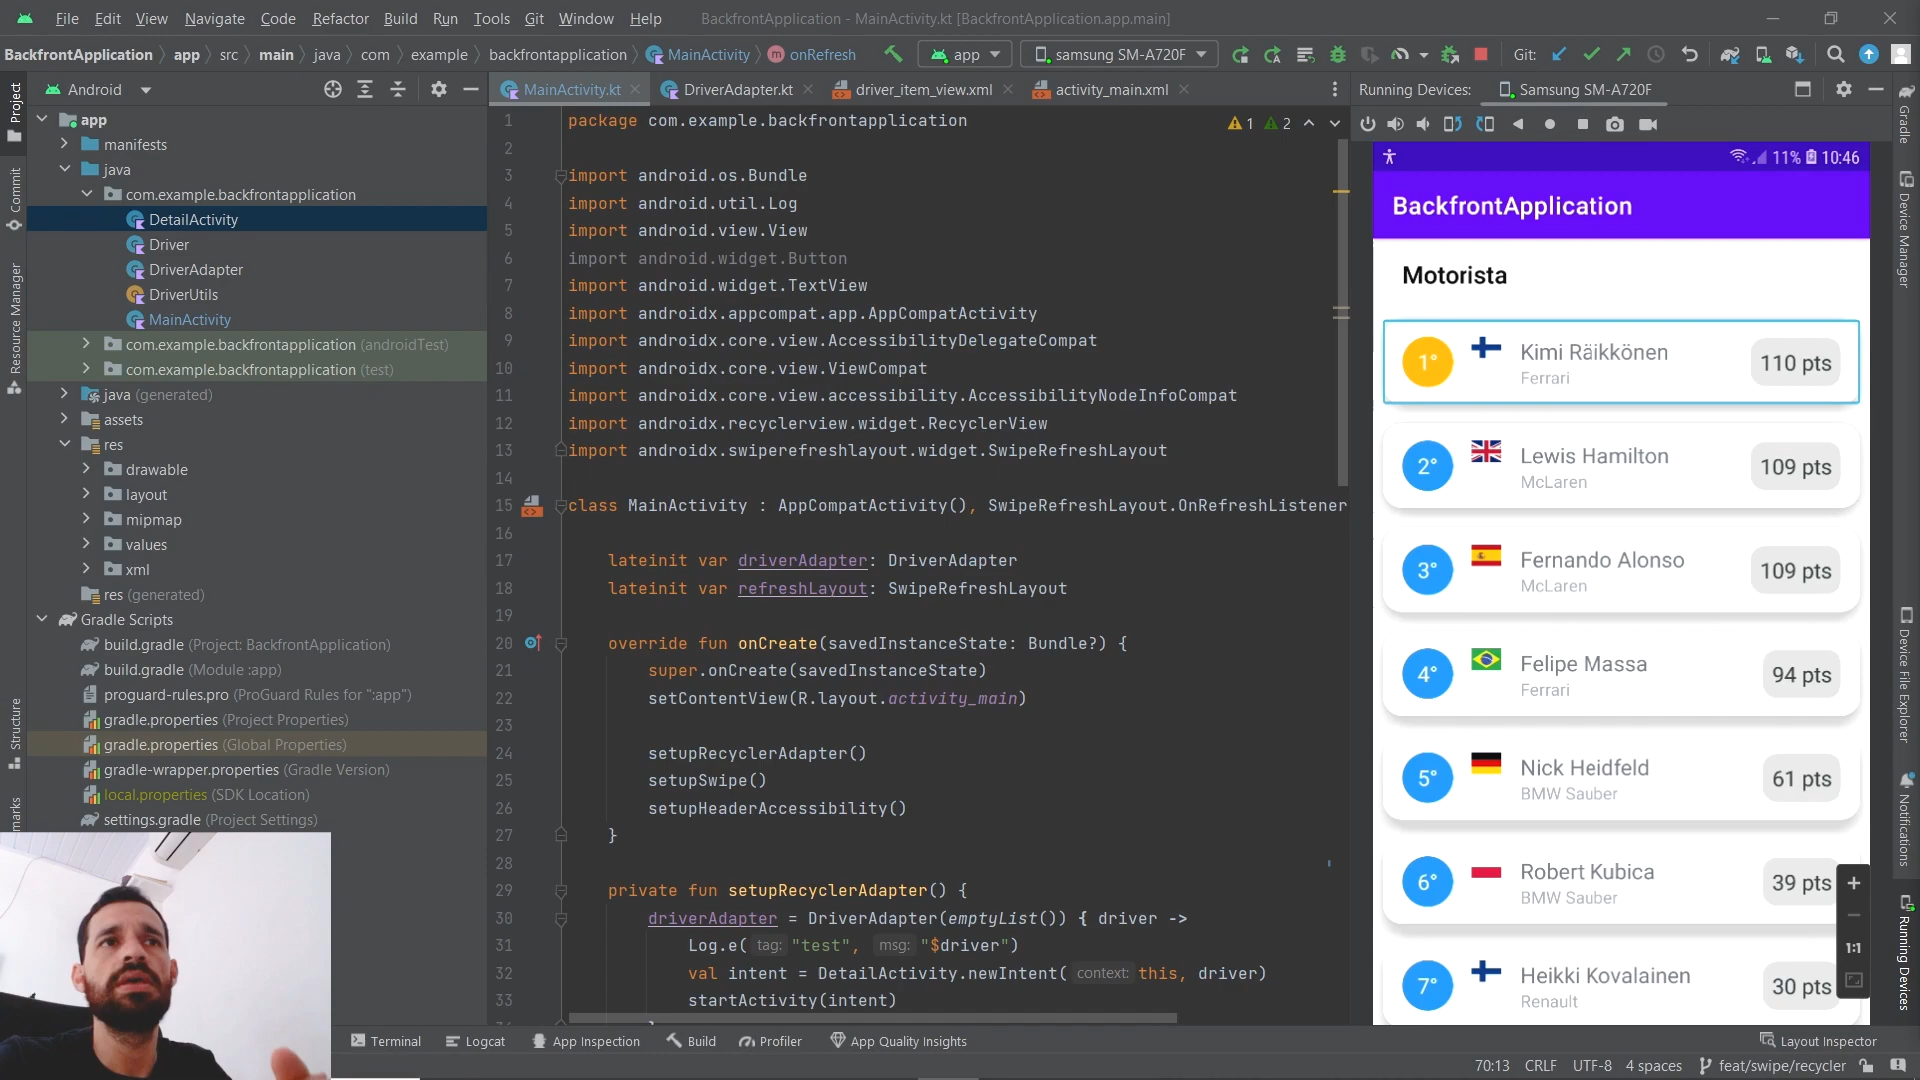 File Edit View Navigate Code Refactor Build Run Tools Git Window Help BackfrontApplication - MainActivity.kt [BackfrontApplication.app.main]
BackfrontApplication app src main java com example backfrontapplication MainActivity onRefresh app samsung SM-A720F Git:
Android
MainActivity.kt DriverAdapter.kt driver_item_view.xml activity_main.xml
Running Devices: Samsung SM-A720F
Project
Commit
Resource Manager
Structure
marks
app
manifests
java
com.example.backfrontapplication
DetailActivity
Driver
DriverAdapter
DriverUtils
MainActivity
com.example.backfrontapplication (androidTest)
com.example.backfrontapplication (test)
java (generated)
assets
res
drawable
layout
mipmap
values
xml
res (generated)
Gradle Scripts
build.gradle (Project: BackfrontApplication)
build.gradle (Module :app)
proguard-rules.pro (ProGuard Rules for ":app")
gradle.properties (Project Properties)
gradle.properties (Global Properties)
gradle-wrapper.properties (Gradle Version)
local.properties (SDK Location)
settings.gradle (Project Settings)
1 package com.example.backfrontapplication
1 2
2
3 import android.os.Bundle
4 import android.util.Log
5 import android.view.View
6 import android.widget.Button
7 import android.widget.TextView
8 import androidx.appcompat.app.AppCompatActivity
9 import androidx.core.view.AccessibilityDelegateCompat
10 import androidx.core.view.ViewCompat
11 import androidx.core.view.accessibility.AccessibilityNodeInfoCompat
12 import androidx.recyclerview.widget.RecyclerView
13 import androidx.swiperefreshlayout.widget.SwipeRefreshLayout
14
15 class MainActivity : AppCompatActivity(), SwipeRefreshLayout.OnRefreshListener
16
17 lateinit var driverAdapter: DriverAdapter
18 lateinit var refreshLayout: SwipeRefreshLayout
19
20 override fun onCreate(savedInstanceState: Bundle?) {
21 super.onCreate(savedInstanceState)
22 setContentView(R.layout.activity_main)
23
24 setupRecyclerAdapter()
25 setupSwipe()
26 setupHeaderAccessibility()
27 }
28
29 private fun setupRecyclerAdapter() {
30 driverAdapter = DriverAdapter(emptyList()) { driver ->
31 Log.e( tag: "test", msg: "$driver")
32 val intent = DetailActivity.newIntent( context: this, driver)
33 startActivity(intent)
11% 10:46
BackfrontApplication
Motorista
1° Kimi Räikkönen 110 pts
Ferrari
2° Lewis Hamilton 109 pts
McLaren
3° Fernando Alonso 109 pts
McLaren
4° Felipe Massa 94 pts
Ferrari
5° Nick Heidfeld 61 pts
BMW Sauber
6° Robert Kubica 39 pts
BMW Sauber
7° Heikki Kovalainen 30 pts
Renault
1:1
Gradle
Device Manager
Device File Explorer
Notifications
Running Devices
Terminal Logcat App Inspection Build Profiler App Quality Insights Layout Inspector
70:13 CRLF UTF-8 4 spaces feat/swipe/recycler